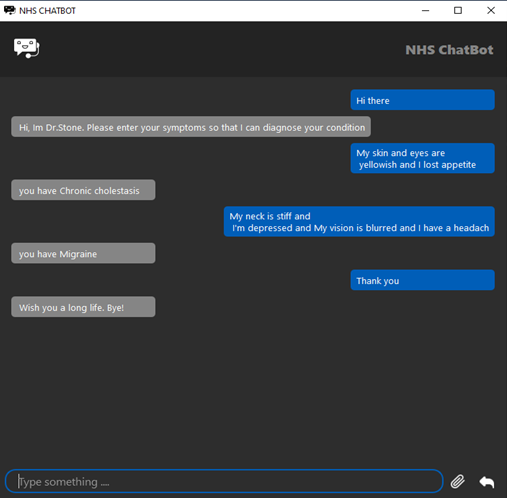 NHS CHATBOT
NHS ChatBot
Hi there
Hi, Im Dr.Stone. Please enter your symptoms so that I can diagnose your condition
My skin and eyes are
yellowish and I lost appetite
you have Chronic cholestasis
My neck is stiff and
I'm depressed and My vision is blurred and I have a headach
you have Migraine
Thank you
Wish you a long life. Bye!
Type something ....